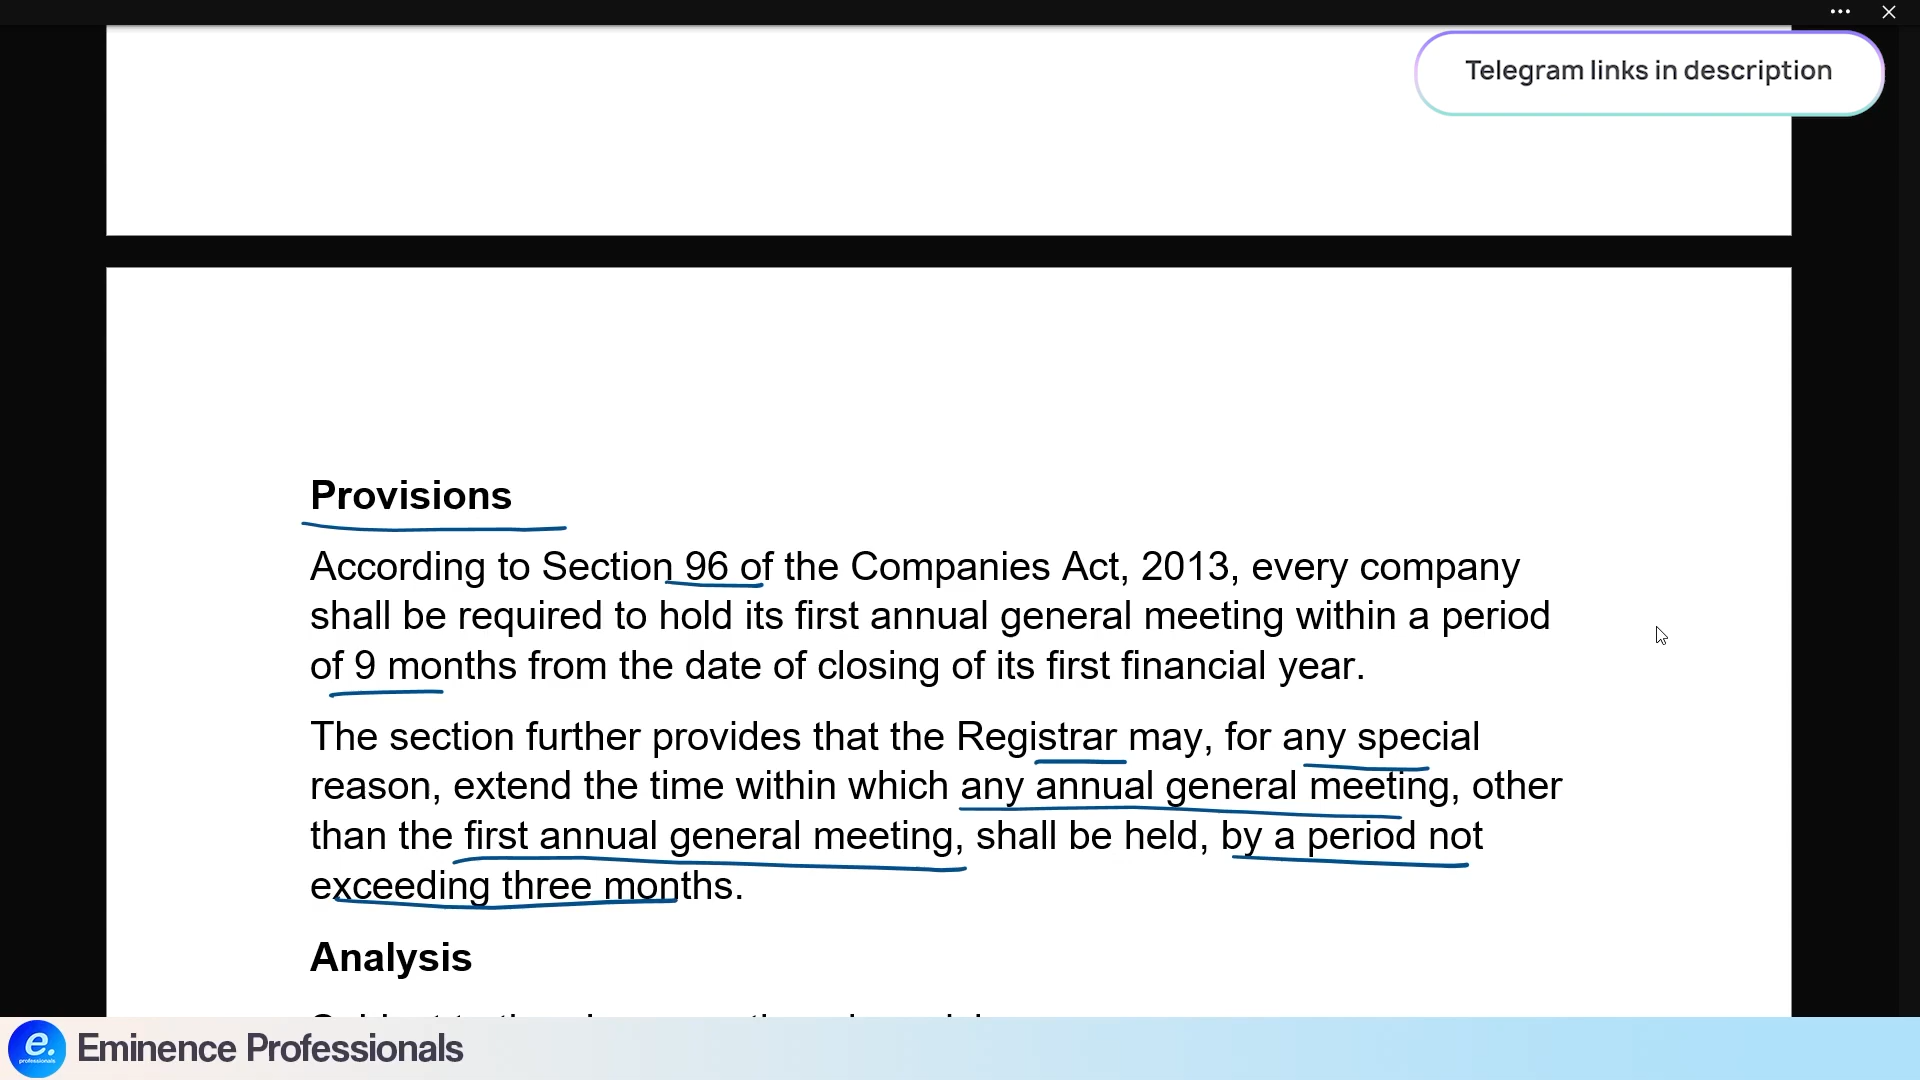 Telegram links in description
Provisions
According to Section 96 of the Companies Act, 2013, every company
shall be required to hold its first annual general meeting within a period
of 9 months from the date of closing of its first financial year.
The section further provides that the Registrar may, for any special
reason, extend the time within which any annual general meeting, other
than the first annual general meeting, shall be held, by a period not
exceeding three months.
Analysis
e.
professionals
Eminence Professionals